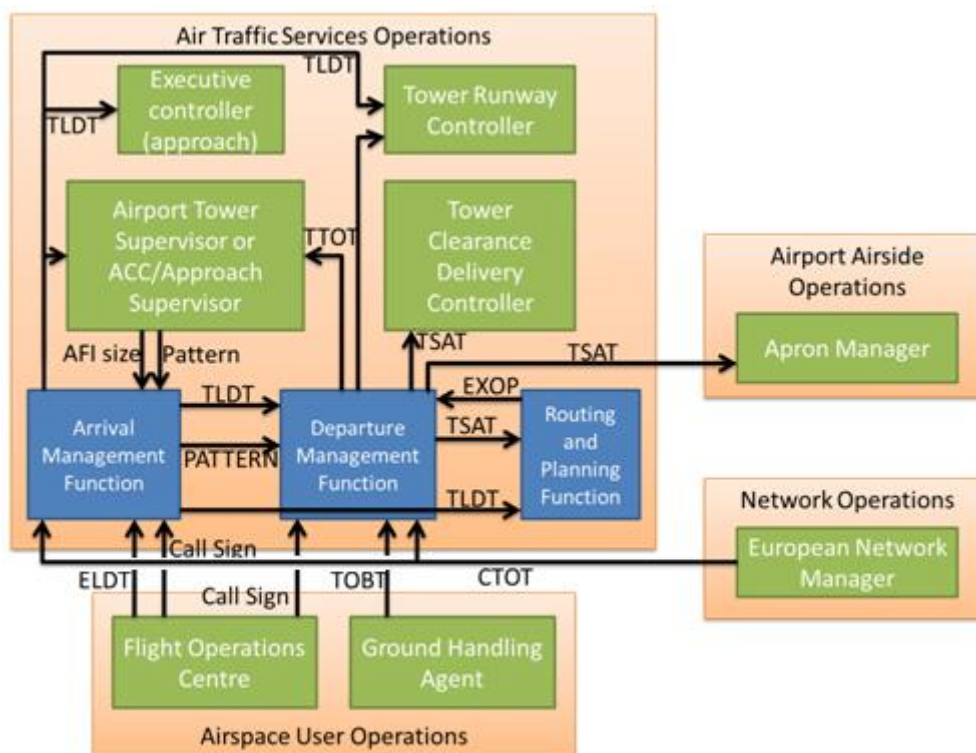 Air Traffic Services Operations
TLDT
Executive
controller
(approach)
Tower Runway
Controller
TLDT
Airport Tower
Supervisor or
ACC/Approach
Supervisor
TTOT
Tower
Clearance
Delivery
Controller
Airport Airside
Operations
Apron Manager
AFI size
Pattern
TSAT
TSAT
TLDT
EXOP
Arrival
Management
Function
PATTERN
Departure
Management
Function
TSAT
Routing
and
Planning
Function
TLDT
Network Operations
European Network
Manager
Call Sign
ELDT
Call Sign
TOBT
CTOT
Flight Operations
Centre
Ground Handling
Agent
Airspace User Operations